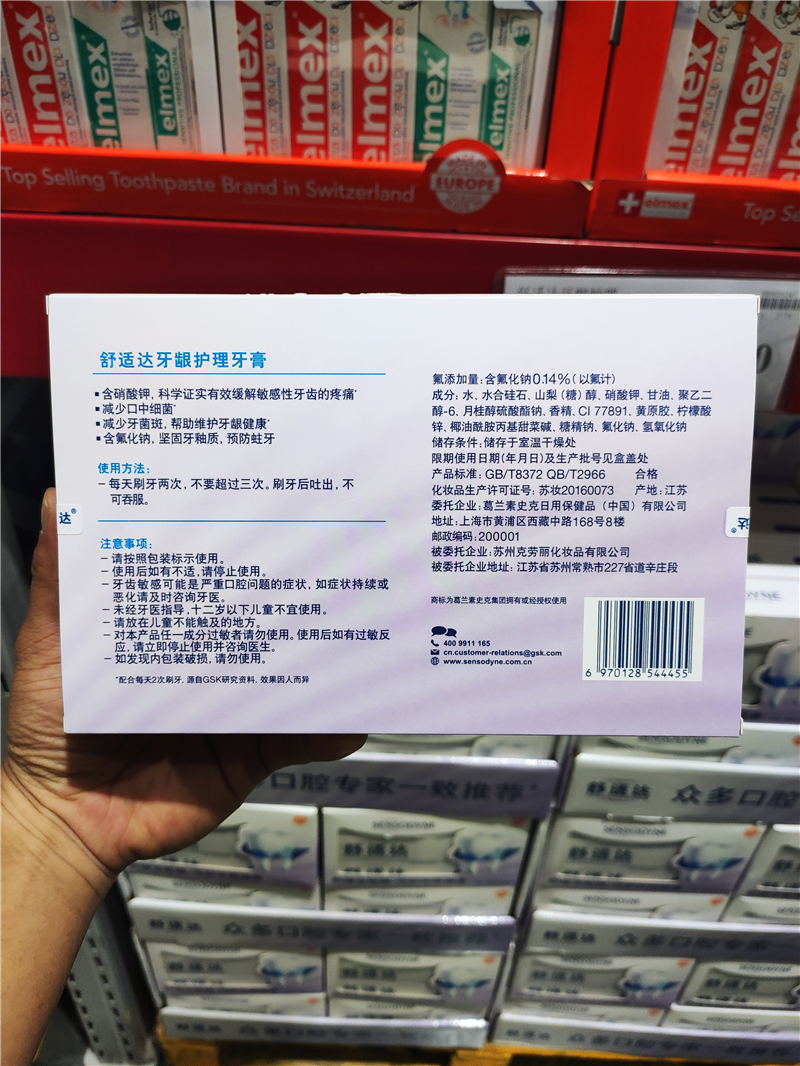 elmex
elmex
elmex
elmex
elmex
elmex
elmex
elmex
Top Selling Toothpaste Brand in Switzerland
EUROPE
elmex
Top Se
舒适达牙龈护理牙膏
▪含硝酸钾,科学证实有效缓解敏感性牙齿的疼痛*
▪减少口中细菌*
▪减少牙菌斑,帮助维护牙龈健康*
▪含氟化钠,坚固牙釉质,预防蛀牙
使用方法:
– 每天刷牙两次,不要超过三次。刷牙后吐出,不
可吞服。
注意事项:
– 请按照包装标示使用。
– 使用后如有不适,请停止使用。
– 牙齿敏感可能是严重口腔问题的症状,如症状持续或
恶化请及时咨询牙医。
– 未经牙医指导,十二岁以下儿童不宜使用。
– 请放在儿童不能触及的地方。
– 对本产品任一成分过敏者请勿使用。使用后如有过敏反
应,请立即停止使用并咨询医生。
– 如发现内包装破损,请勿使用。
*配合每天2次刷牙, 源自GSK研究资料, 效果因人而异
氟添加量:含氟化钠0.14%(以氟计)
成分: 水、水合硅石、山梨(糖)醇、硝酸钾、甘油、聚乙二
醇-6、月桂醇硫酸酯钠、香精、CI 77891、黄原胶、柠檬酸
锌、椰油酰胺丙基甜菜碱、糖精钠、氟化钠、氢氧化钠
储存条件:储存于室温干燥处
限期使用日期(年月日)及生产批号见盒盖处
产品标准: GB/T8372 QB/T2966 合格
化妆品生产许可证号: 苏妆20160073 产地:江苏
委托企业:葛兰素史克日用保健品(中国)有限公司
地址:上海市黄浦区西藏中路168号8楼
邮政编码:200001
被委托企业:苏州克劳丽化妆品有限公司
被委托企业地址: 江苏省苏州常熟市227省道辛庄段
商标为葛兰素史克集团拥有或经授权使用
400 9911 165
cn.customer-relations@gsk.com
www.sensodyne.com.cn
6 970128 544455
达®
口腔专家一致推荐
舒适达 众多口腔
舒适达
舒适达
舒适达
舒适达 众多口腔专家一致推荐
舒适达 众多口腔专家
舒适达
舒适达
舒适达